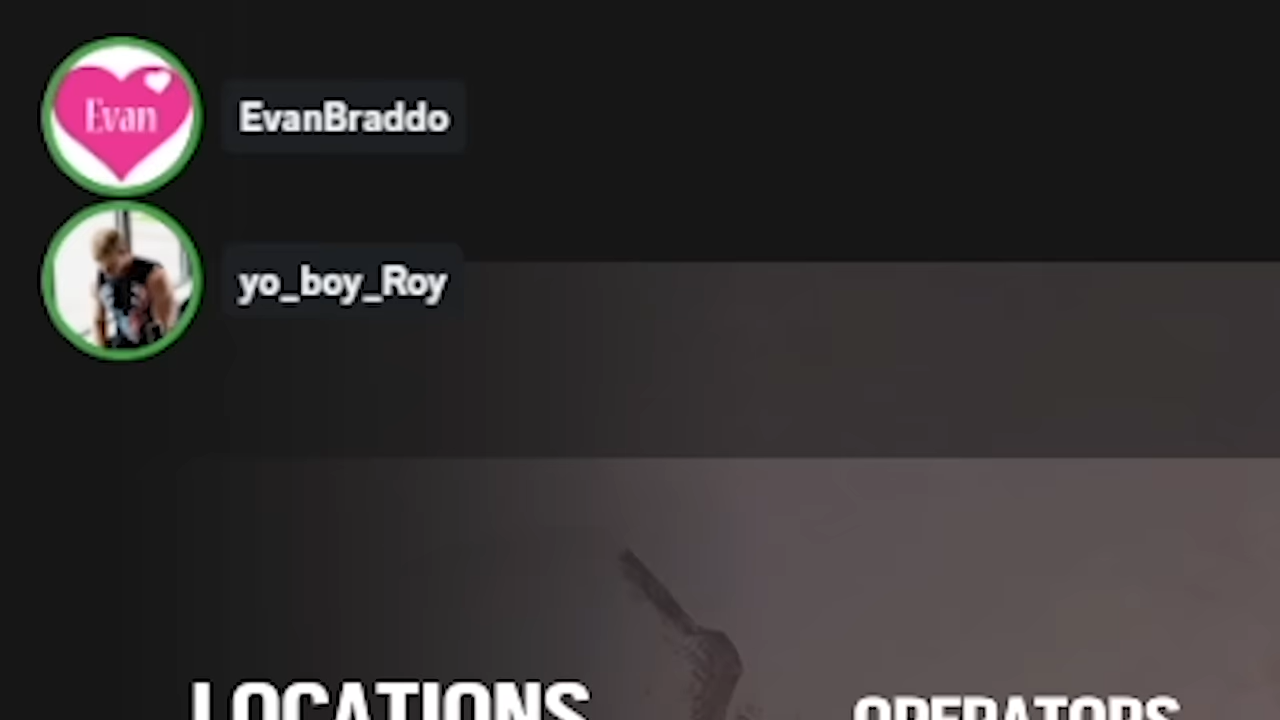 Evan
EvanBraddo
yo_boy_Roy
LOCATIONS
OPERATORS